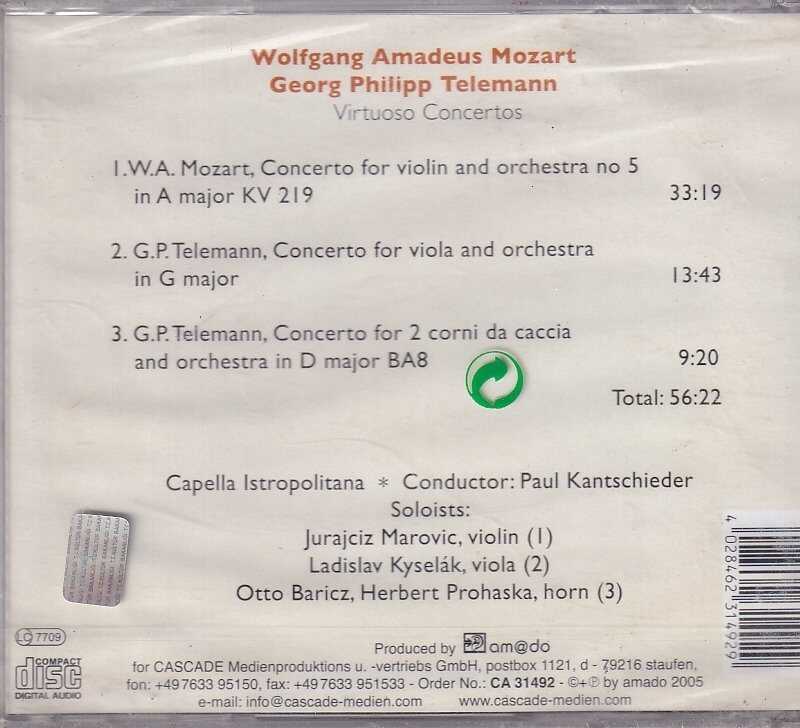 Wolfgang Amadeus Mozart
Georg Philipp Telemann
Virtuoso Concertos
1.W.A. Mozart, Concerto for violin and orchestra no 5
in A major KV 219 33:19
2. G.P. Telemann, Concerto for viola and orchestra
in G major 13:43
3. G.P. Telemann, Concerto for 2 corni da caccia
and orchestra in D major BA8 9:20
Total: 56:22
Capella Istropolitana * Conductor: Paul Kantschieder
Soloists:
Jurajciz Marovic, violin (1)
Ladislav Kyselák, viola (2)
Otto Baricz, Herbert Prohaska, horn (3)
4 028462 314929
LC 7709
COMPACT
disc
DIGITAL AUDIO
Produced by am@do
for CASCADE Medienproduktions u. -vertriebs GmbH, postbox 1121, d - 79216 staufen,
fon: +49 7633 95150, fax: +49 7633 951533 - Order No.: CA 31492 - ©+℗ by amado 2005
e-mail: info@cascade-medien.com www.cascade-medien.com